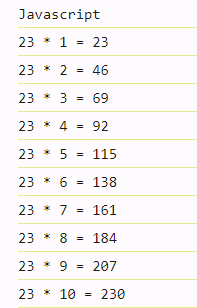 Javascript
23 * 1 = 23
23 * 2 = 46
23 * 3 = 69
23 * 4 = 92
23 * 5 = 115
23 * 6 = 138
23 * 7 = 161
23 * 8 = 184
23 * 9 = 207
23 * 10 = 230